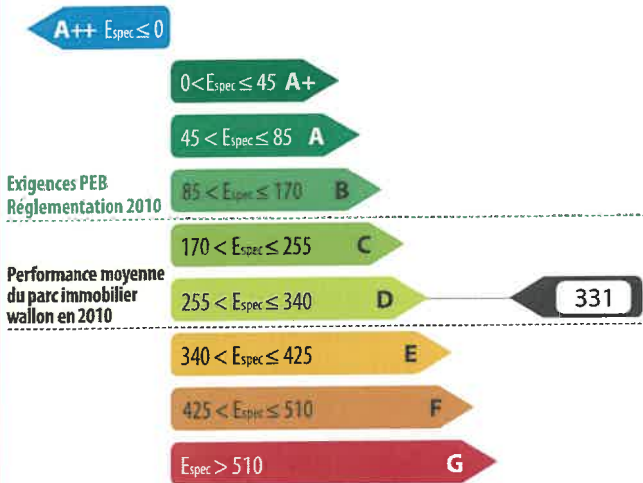 A++ Espec ≤ 0
0 < Espec ≤ 45 A+
45 < Espec ≤ 85 A
Exigences PEB
Réglementation 2010
85 < Espec ≤ 170 B
170 < Espec ≤ 255 C
Performance moyenne
du parc immobilier
wallon en 2010
255 < Espec ≤ 340 D
331
340 < Espec ≤ 425 E
425 < Espec ≤ 510 F
Espec > 510 G